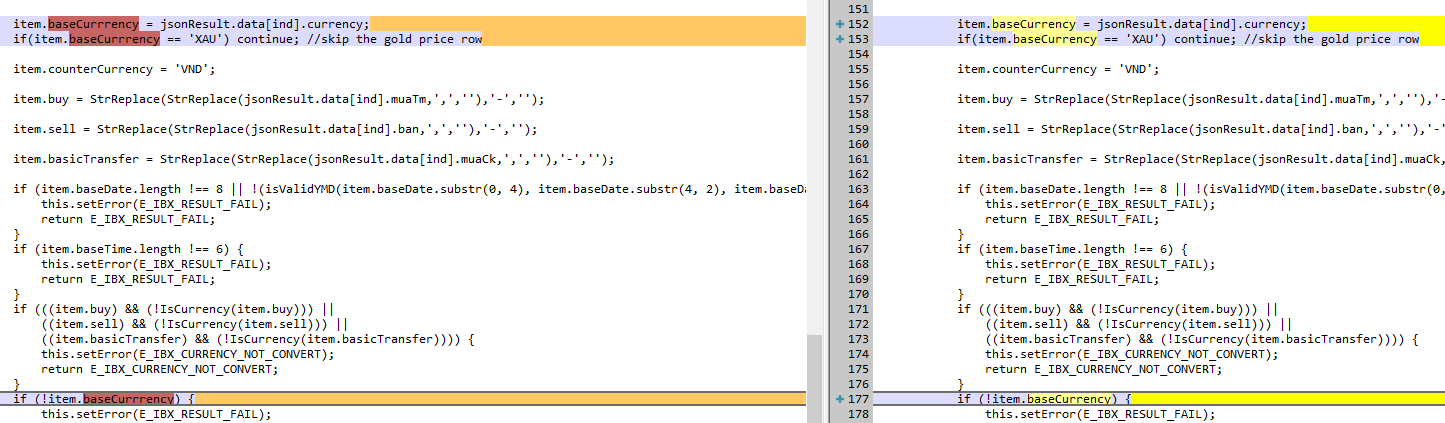 item.baseCurrrency = jsonResult.data[ind].currency;
if(item.baseCurrrency == 'XAU') continue; //skip the gold price row
item.counterCurrency = 'VND';
item.buy = StrReplace(StrReplace(jsonResult.data[ind].muaTm,',',''),'-','');
item.sell = StrReplace(StrReplace(jsonResult.data[ind].ban,',',''),'-','');
item.basicTransfer = StrReplace(StrReplace(jsonResult.data[ind].muaCk,',',''),'-','');
if (item.baseDate.length !== 8 || !(isValidYMD(item.baseDate.substr(0, 4), item.baseDate.substr(4, 2), item.baseDa
this.setError(E_IBX_RESULT_FAIL);
return E_IBX_RESULT_FAIL;
}
if (item.baseTime.length !== 6) {
this.setError(E_IBX_RESULT_FAIL);
return E_IBX_RESULT_FAIL;
}
if (((item.buy) && (!IsCurrency(item.buy))) ||
((item.sell) && (!IsCurrency(item.sell))) ||
((item.basicTransfer) && (!IsCurrency(item.basicTransfer)))) {
this.setError(E_IBX_CURRENCY_NOT_CONVERT);
return E_IBX_CURRENCY_NOT_CONVERT;
}
if (!item.baseCurrrency) {
this.setError(E_IBX_RESULT_FAIL);
151
152 item.baseCurrency = jsonResult.data[ind].currency;
153 if(item.baseCurrency == 'XAU') continue; //skip the gold price row
154
155 item.counterCurrency = 'VND';
156
157 item.buy = StrReplace(StrReplace(jsonResult.data[ind].muaTm,',',''),'-
158
159 item.sell = StrReplace(StrReplace(jsonResult.data[ind].ban,',',''),'-'
160
161 item.basicTransfer = StrReplace(StrReplace(jsonResult.data[ind].muaCk,
162
163 if (item.baseDate.length !== 8 || !(isValidYMD(item.baseDate.substr(0,
164 this.setError(E_IBX_RESULT_FAIL);
165 return E_IBX_RESULT_FAIL;
166 }
167 if (item.baseTime.length !== 6) {
168 this.setError(E_IBX_RESULT_FAIL);
169 return E_IBX_RESULT_FAIL;
170 }
171 if (((item.buy) && (!IsCurrency(item.buy))) ||
172 ((item.sell) && (!IsCurrency(item.sell))) ||
173 ((item.basicTransfer) && (!IsCurrency(item.basicTransfer)))) {
174 this.setError(E_IBX_CURRENCY_NOT_CONVERT);
175 return E_IBX_CURRENCY_NOT_CONVERT;
176 }
177 if (!item.baseCurrency) {
178 this.setError(E_IBX_RESULT_FAIL);